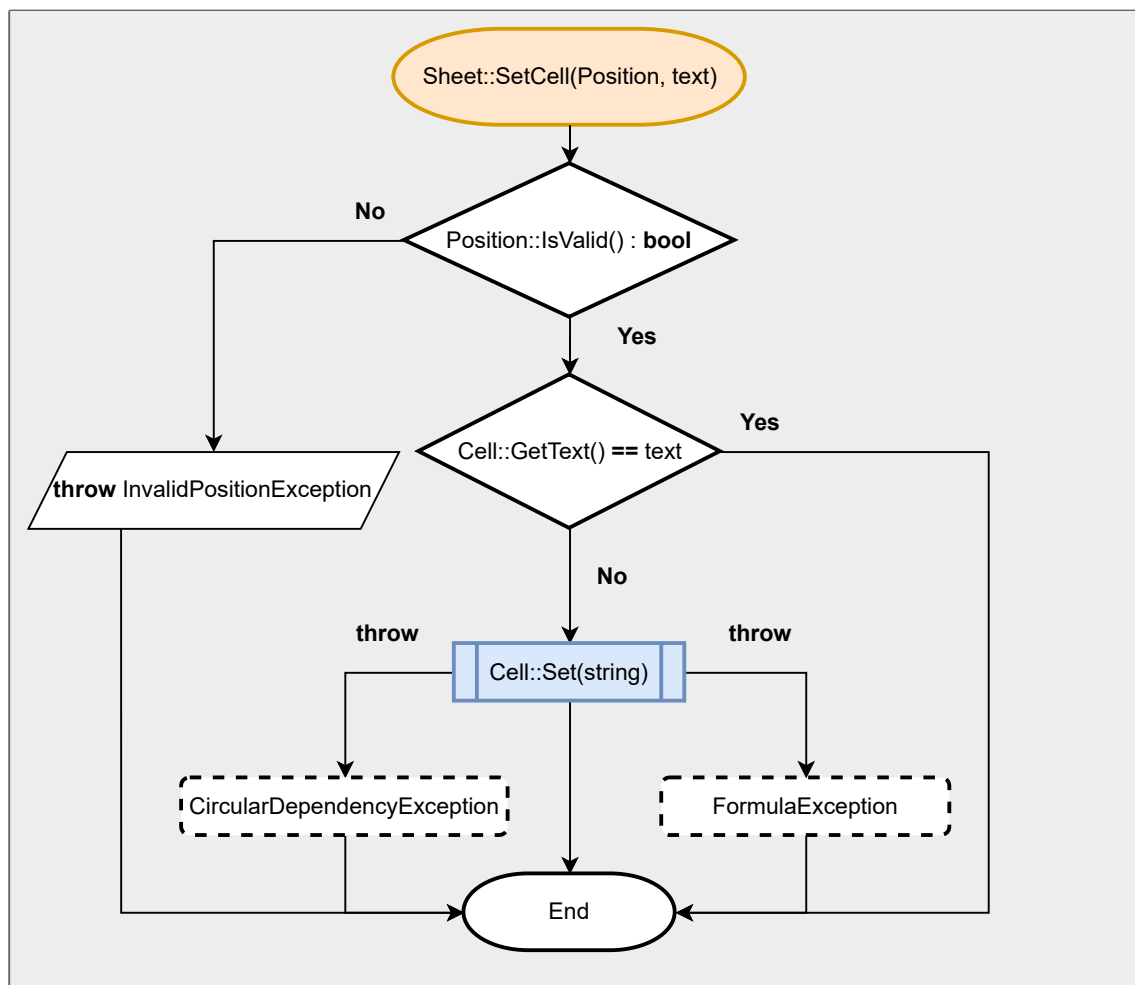 Sheet::SetCell(Position, text)
No
Position::IsValid() : bool
Yes
Yes
Cell::GetText() == text
throw InvalidPositionException
No
throw
throw
Cell::Set(string)
CircularDependencyException
FormulaException
End